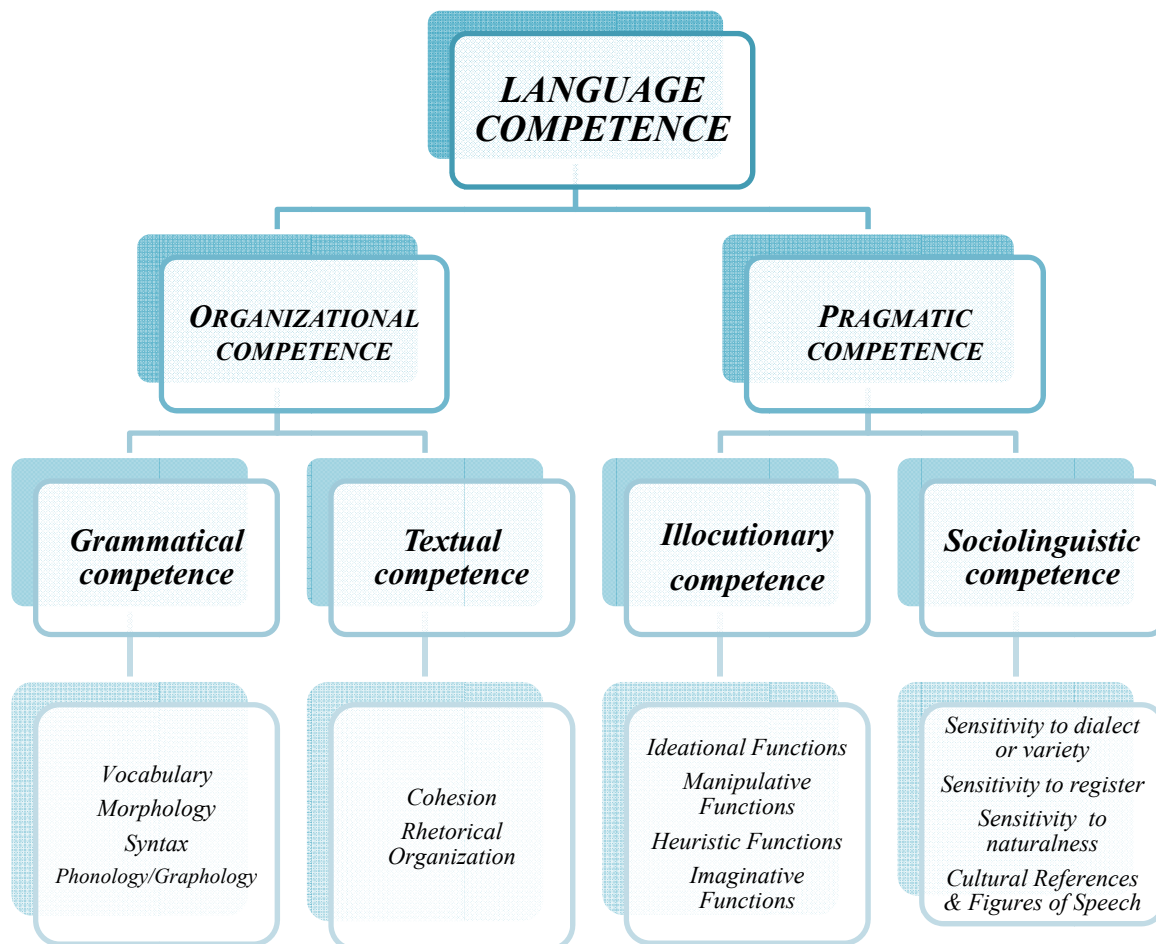 LANGUAGE
COMPETENCE
ORGANIZATIONAL
COMPETENCE
PRAGMATIC
COMPETENCE
Grammatical
competence
Textual
competence
Illocutionary
competence
Sociolinguistic
competence
Vocabulary
Morphology
Syntax
Phonology/Graphology
Cohesion
Rhetorical
Organization
Ideational Functions
Manipulative
Functions
Heuristic Functions
Imaginative
Functions
Sensitivity to dialect
or variety
Sensitivity to register
Sensitivity to
naturalness
Cultural References
& Figures of Speech